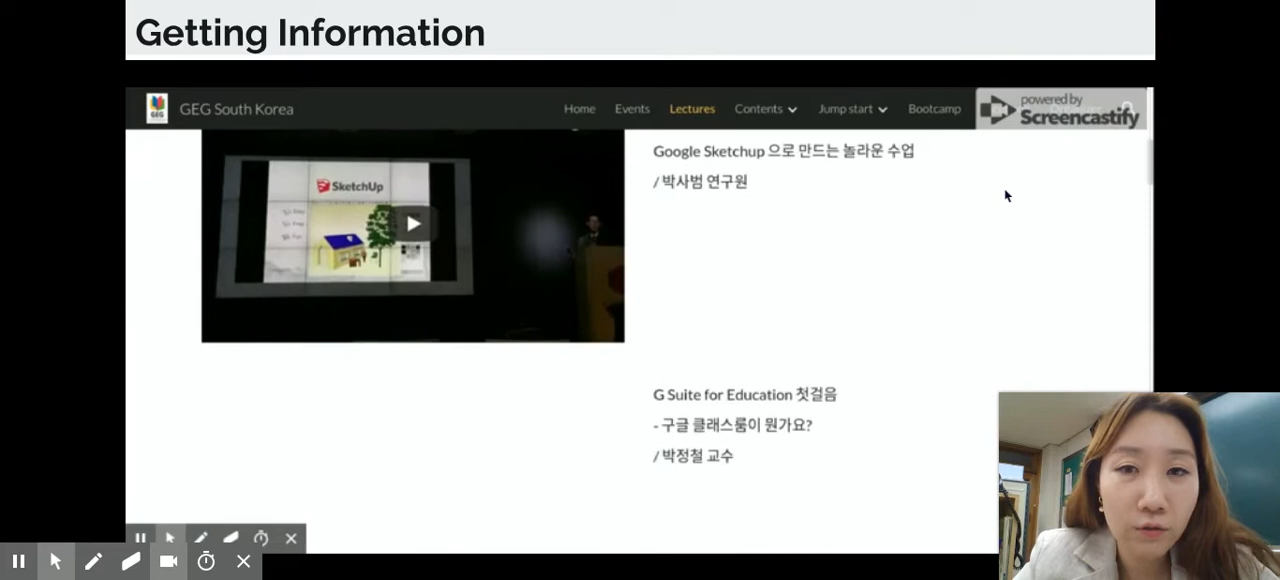 Getting Information
GEG South Korea
Home Events Lectures Contents Jump start Bootcamp
powered by
Screencastify
Google Sketchup 으로 만드는 놀라운 수업
/ 박사범 연구원
SketchUp
G Suite for Education 첫걸음
- 구글 클래스룸이 뭔가요?
/ 박정철 교수